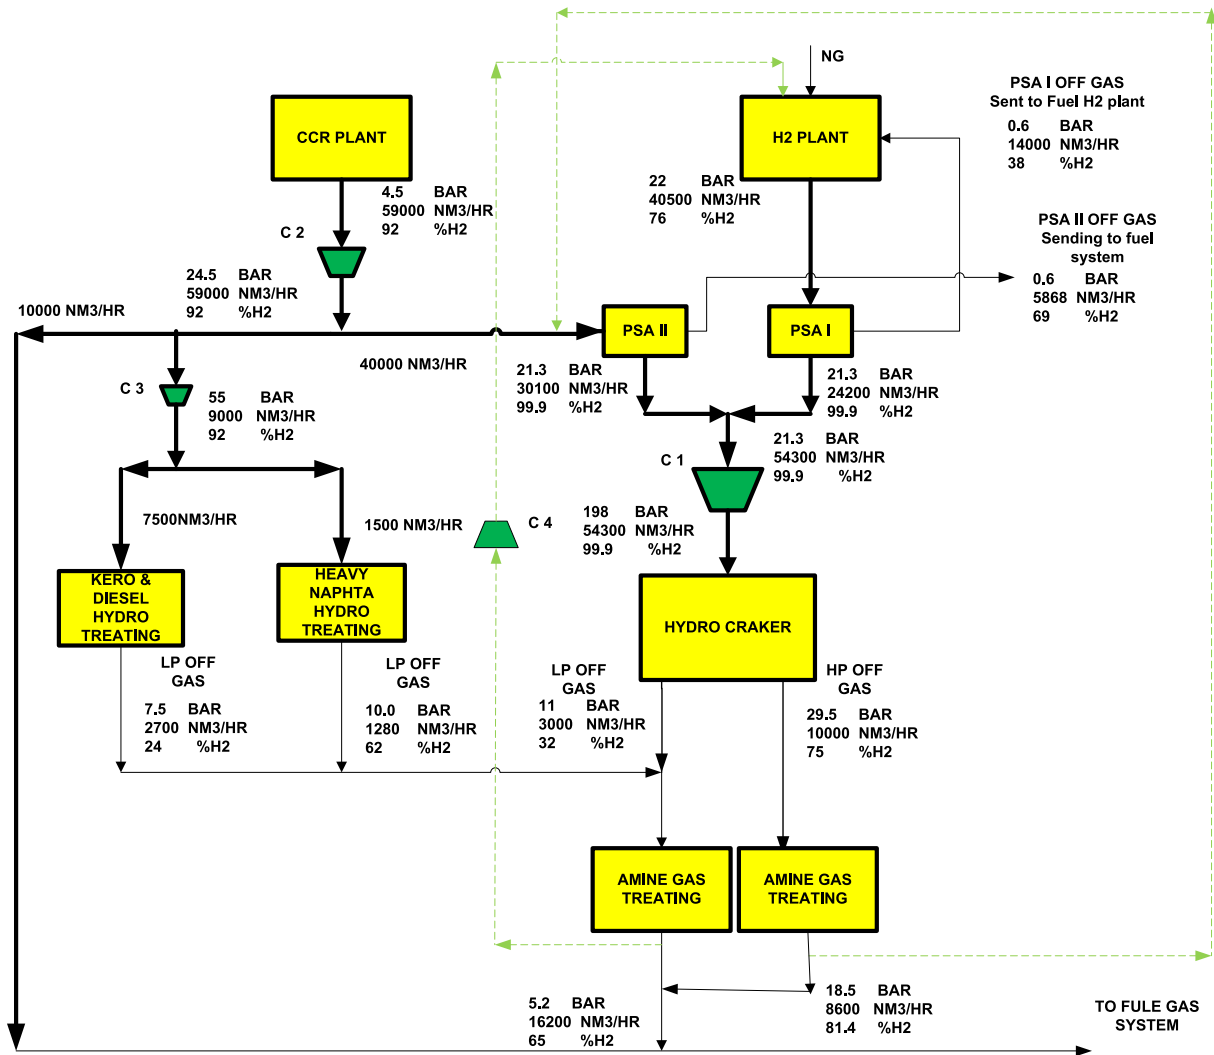 NG
PSA I OFF GAS
Sent to Fuel H2 plant
0.6 BAR
14000 NM3/HR
38 %H2
CCR PLANT
H2 PLANT
4.5 BAR
59000 NM3/HR
92 %H2
22 BAR
40500 NM3/HR
76 %H2
C 2
PSA II OFF GAS
Sending to fuel
system
0.6 BAR
5868 NM3/HR
69 %H2
24.5 BAR
59000 NM3/HR
92 %H2
10000 NM3/HR
PSA II
PSA I
40000 NM3/HR
21.3 BAR
30100 NM3/HR
99.9 %H2
21.3 BAR
24200 NM3/HR
99.9 %H2
C 3
55 BAR
9000 NM3/HR
92 %H2
21.3 BAR
54300 NM3/HR
99.9 %H2
C 1
7500NM3/HR
1500 NM3/HR
C 4
198 BAR
54300 NM3/HR
99.9 %H2
KERO &
DIESEL
HYDRO
TREATING
HEAVY
NAPHTA
HYDRO
TREATING
HYDRO CRAKER
LP OFF
GAS
7.5 BAR
2700 NM3/HR
24 %H2
LP OFF
GAS
10.0 BAR
1280 NM3/HR
62 %H2
LP OFF
GAS
11 BAR
3000 NM3/HR
32 %H2
HP OFF
GAS
29.5 BAR
10000 NM3/HR
75 %H2
AMINE GAS
TREATING
AMINE GAS
TREATING
5.2 BAR
16200 NM3/HR
65 %H2
18.5 BAR
8600 NM3/HR
81.4 %H2
TO FULE GAS
SYSTEM